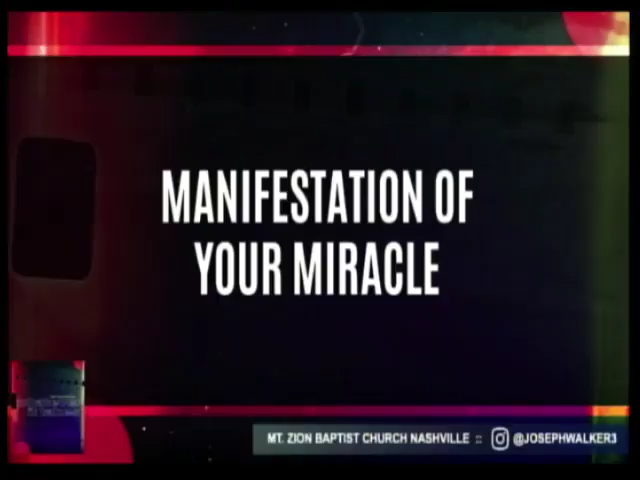 MANIFESTATION OF
YOUR MIRACLE
MT. ZION BAPTIST CHURCH NASHVILLE :: @JOSEPHWALKER3